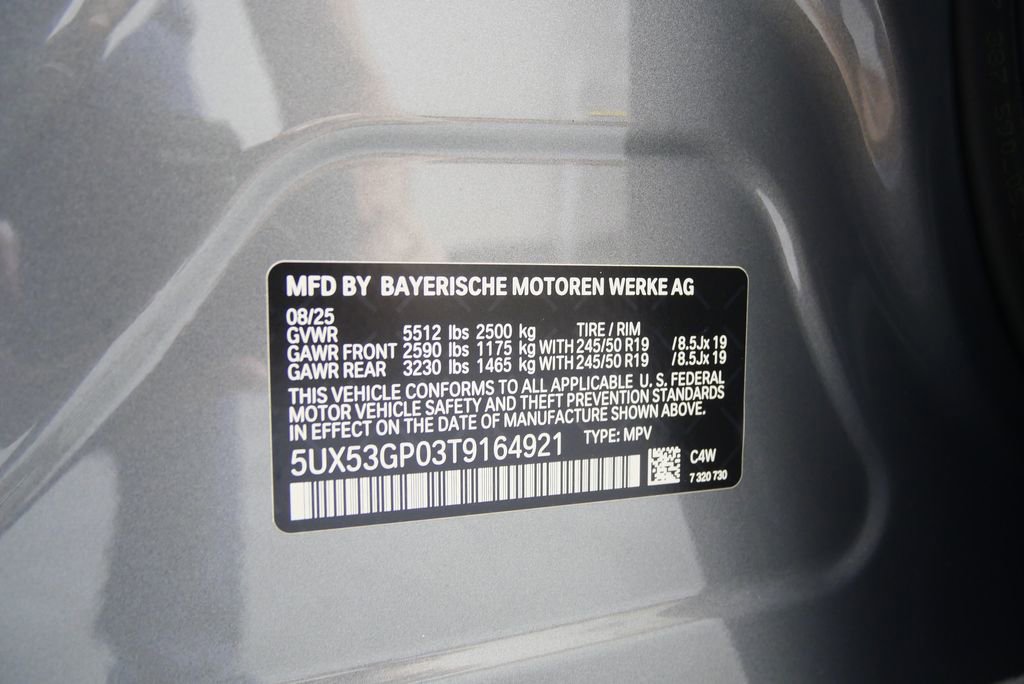 MFD BY BAYERISCHE MOTOREN WERKE AG
08/25
GVWR 5512 lbs 2500 kg TIRE / RIM
GAWR FRONT 2590 lbs 1175 kg WITH 245/50 R19 /8.5Jx 19
GAWR REAR 3230 lbs 1465 kg WITH 245/50 R19 /8.5Jx 19
THIS VEHICLE CONFORMS TO ALL APPLICABLE U. S. FEDERAL
MOTOR VEHICLE SAFETY AND THEFT PREVENTION STANDARDS
IN EFFECT ON THE DATE OF MANUFACTURE SHOWN ABOVE.
5UX53GP03T9164921 TYPE: MPV
C4W
7 320 730